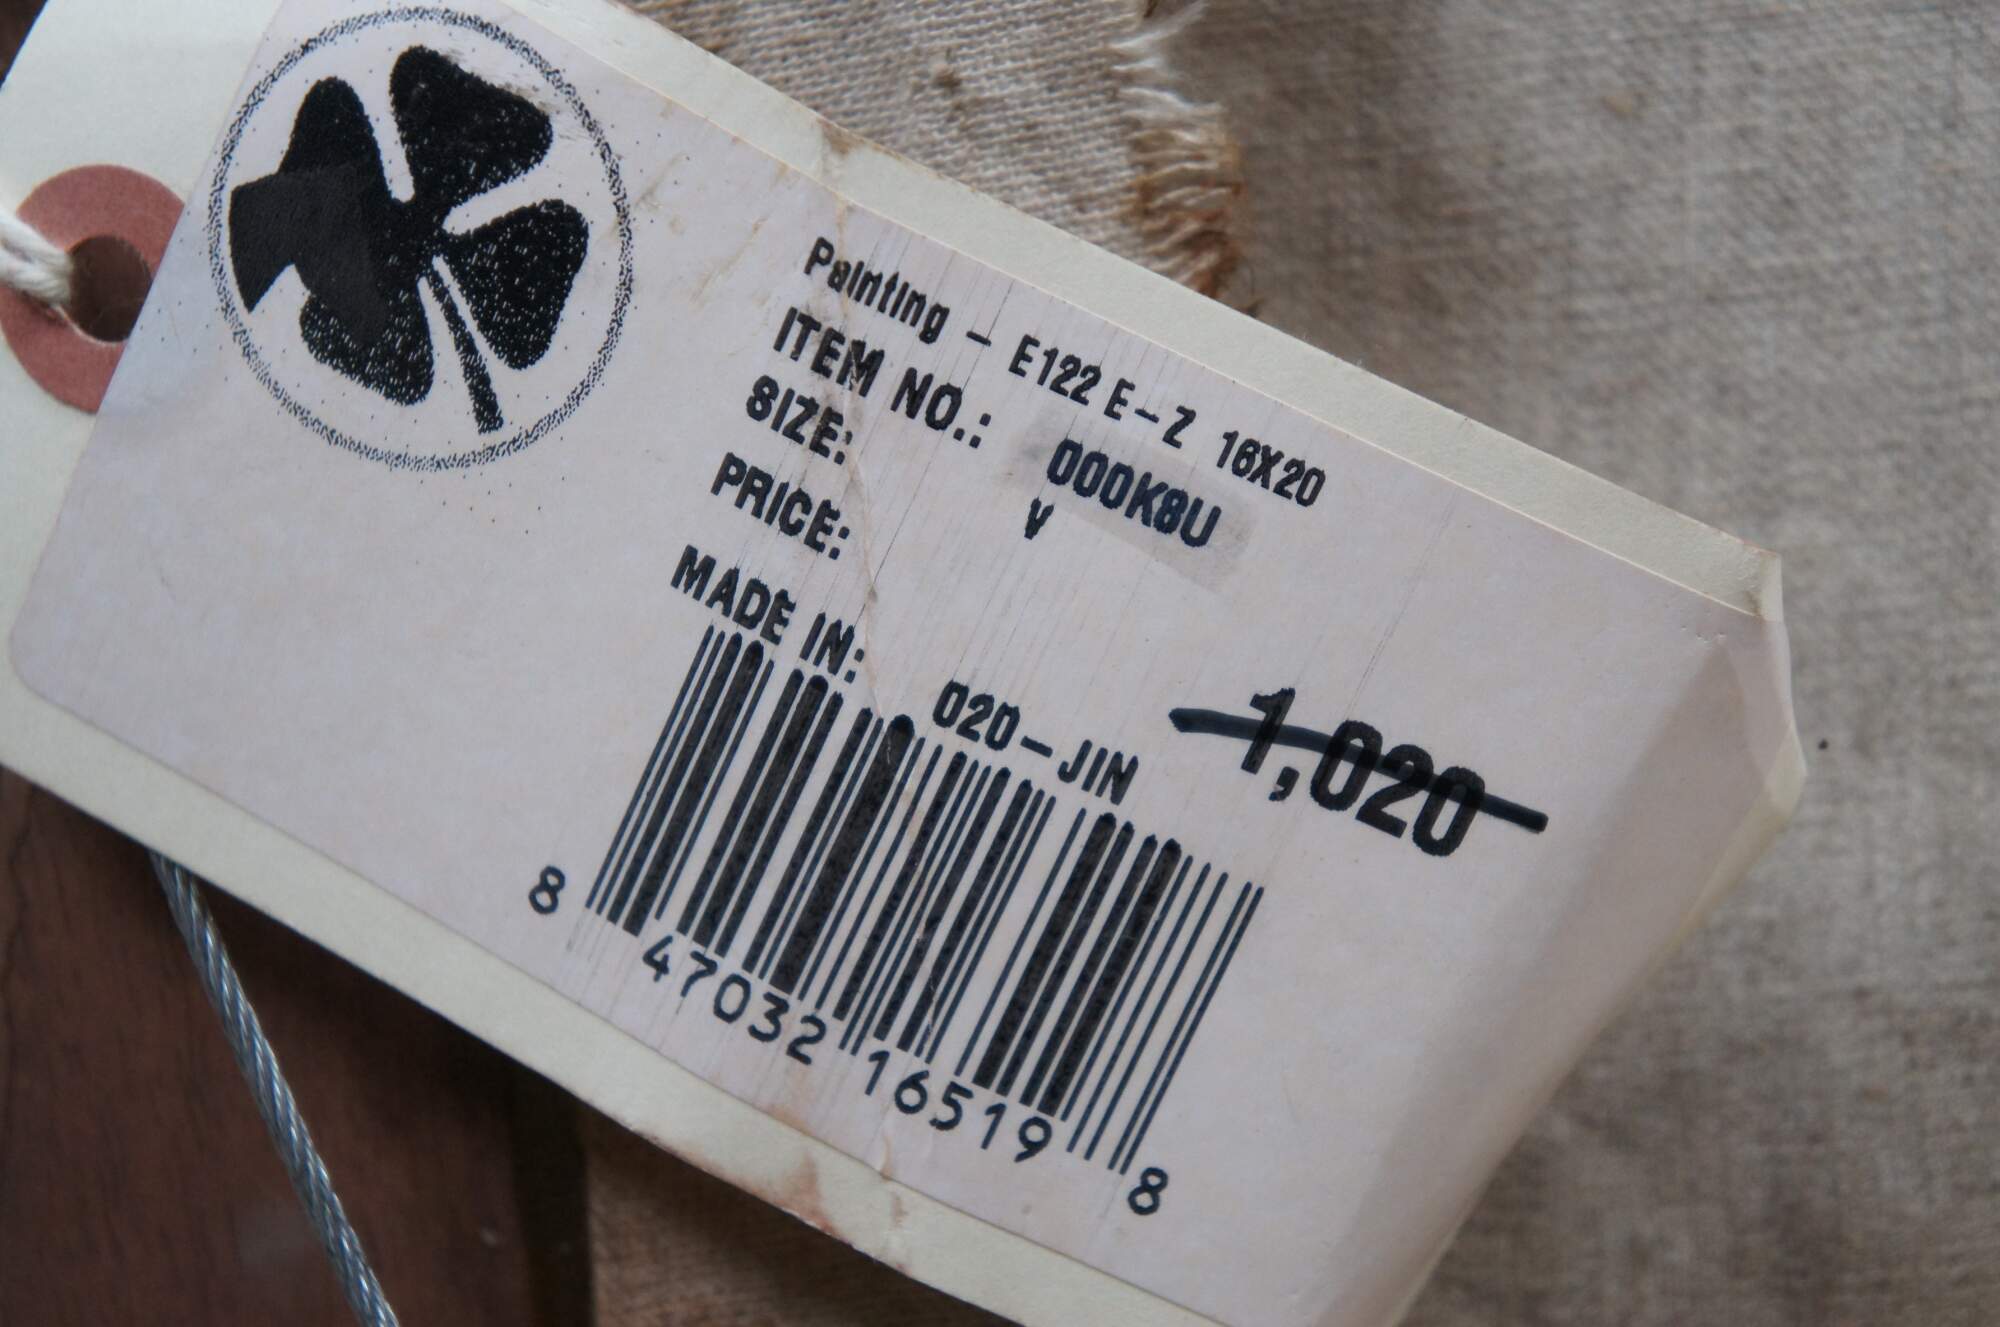 Painting - E122 E-Z 16X20
ITEM NO.: 000K8U
SIZE: V
PRICE:
MADE IN: 020-JIN
1,020
8 47032 16519 8